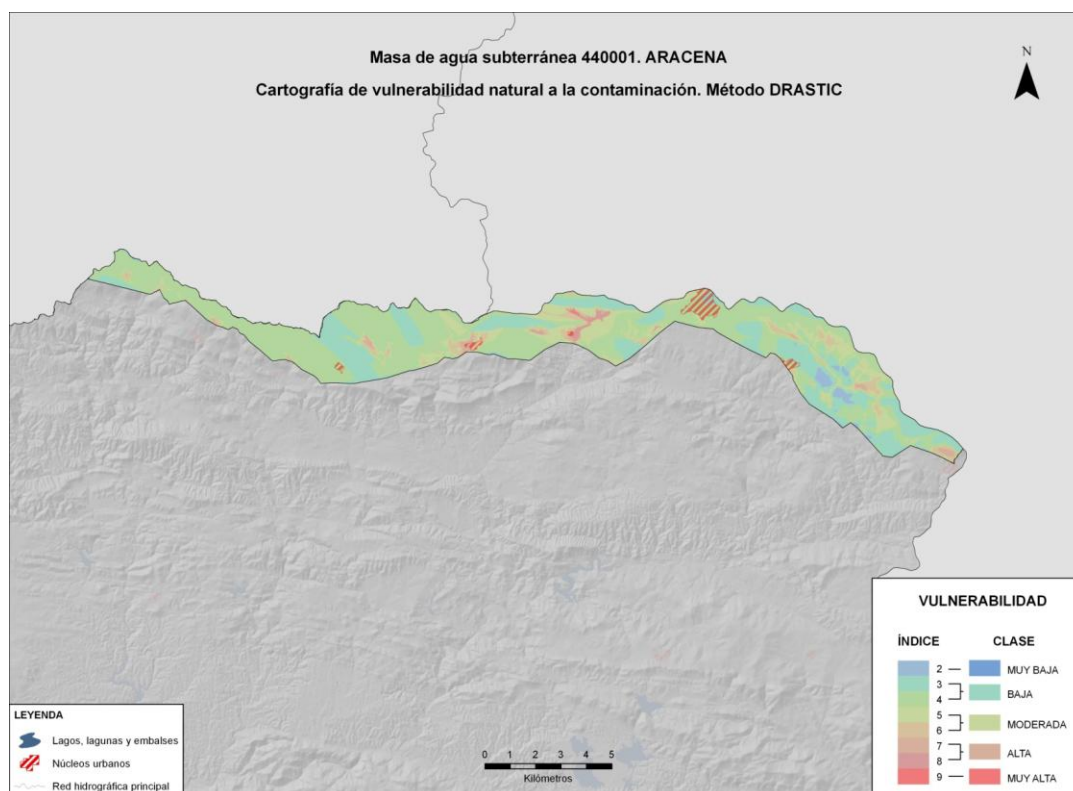 Masa de agua subterránea 440001. ARACENA
Cartografía de vulnerabilidad natural a la contaminación. Método DRASTIC
N
VULNERABILIDAD
ÍNDICE CLASE
2 MUY BAJA
3
BAJA
4
5
MODERADA
6
7
ALTA
8
9 MUY ALTA
LEYENDA
Lagos, lagunas y embalses
Núcleos urbanos
Red hidrográfica principal
0 1 2 3 4 5
Kilómetros